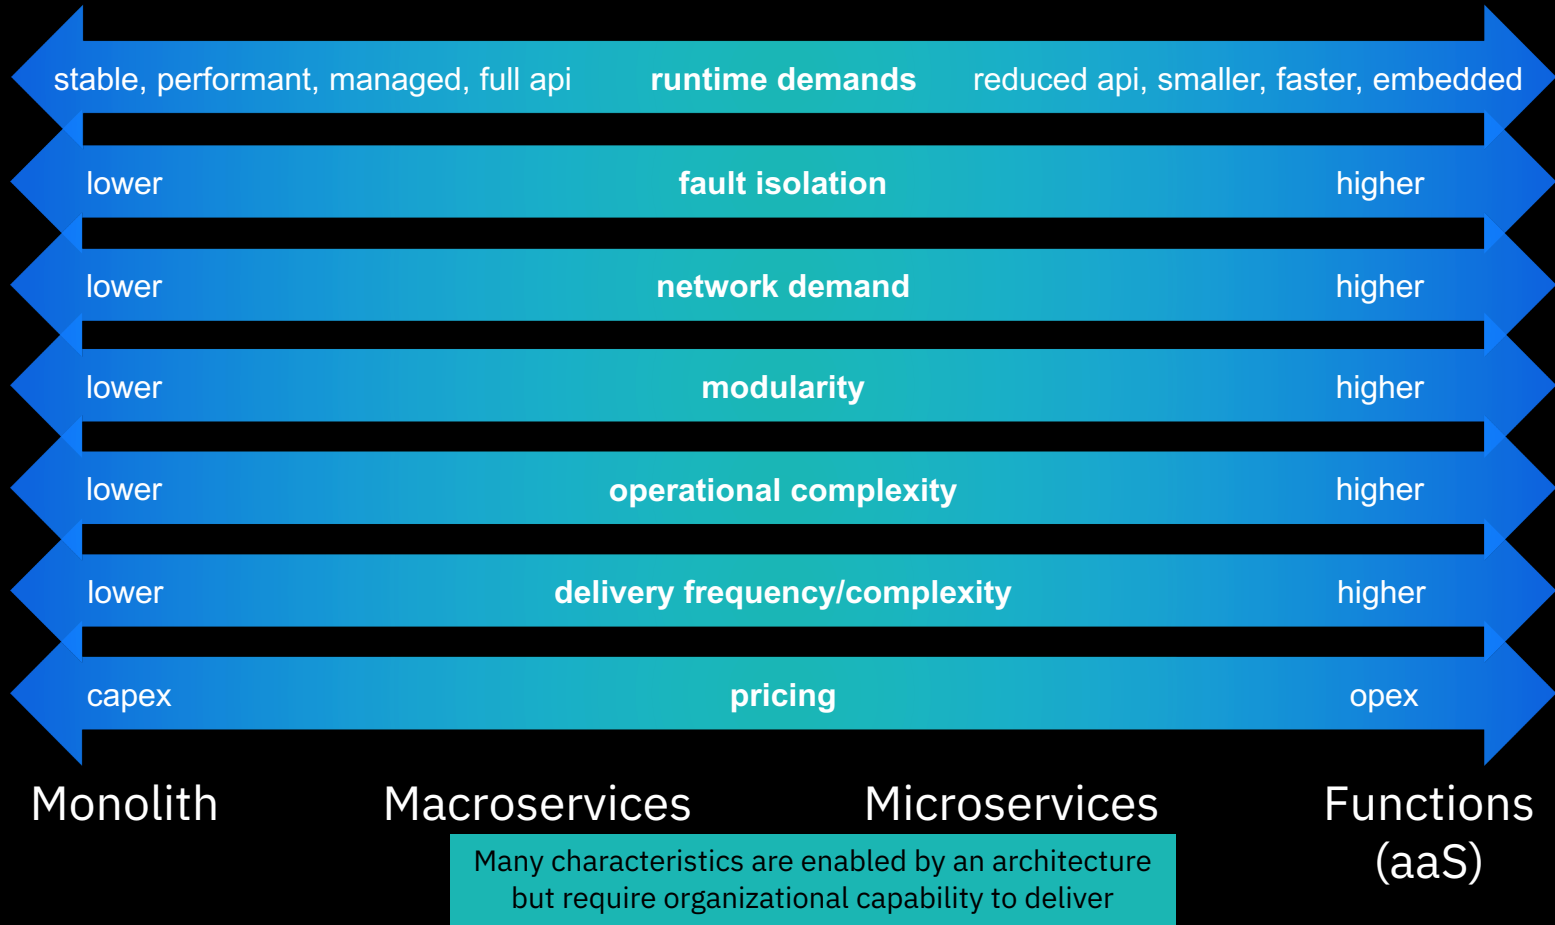 stable, performant, managed, full api runtime demands reduced api, smaller, faster, embedded
lower fault isolation higher
lower network demand higher
lower modularity higher
lower operational complexity higher
lower delivery frequency/complexity higher
capex pricing opex
Monolith Macroservices Microservices Functions
(aaS)
Many characteristics are enabled by an architecture
but require organizational capability to deliver